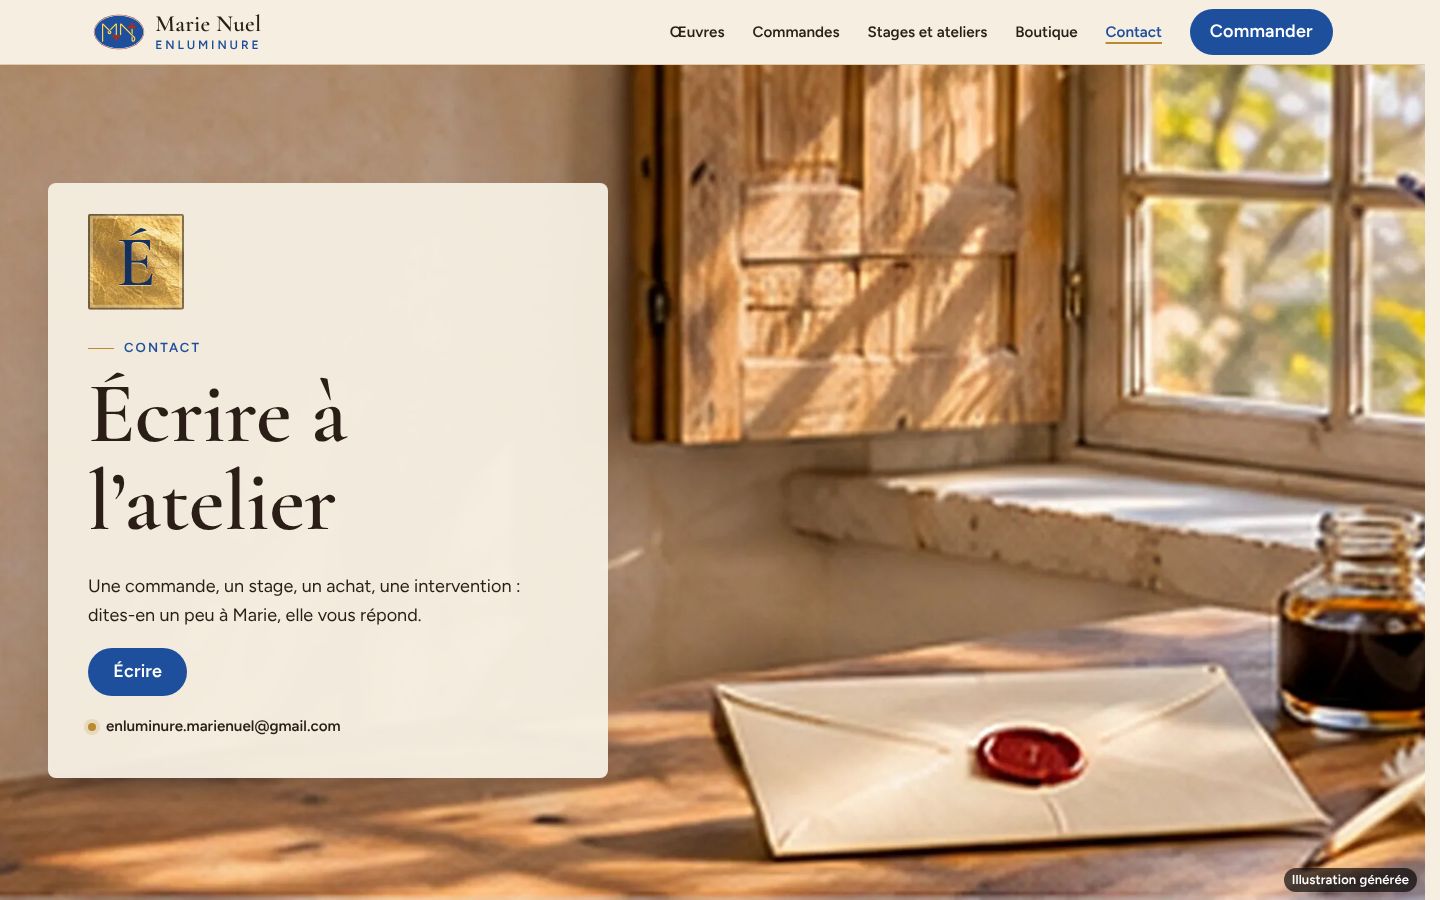 Marie Nuel
ENLUMINURE
Œuvres
Commandes
Stages et ateliers
Boutique
Contact
Commander
É
CONTACT
Écrire à
l’atelier
Une commande, un stage, un achat, une intervention :
dites-en un peu à Marie, elle vous répond.
Écrire
enluminure.marienuel@gmail.com
Illustration générée